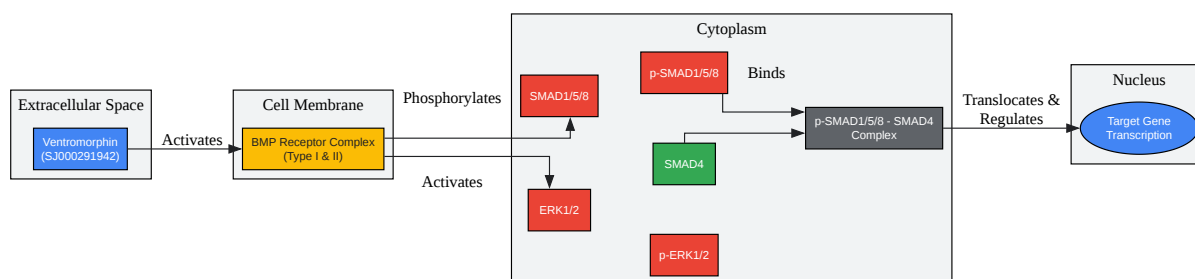 Extracellular Space
Ventromorphin
(SJ000291942)
Activates
Cell Membrane
BMP Receptor Complex
(Type I & II)
Phosphorylates
Activates
Cytoplasm
SMAD1/5/8
ERK1/2
p-SMAD1/5/8
Binds
SMAD4
p-ERK1/2
p-SMAD1/5/8 - SMAD4
Complex
Translocates &
Regulates
Nucleus
Target Gene
Transcription